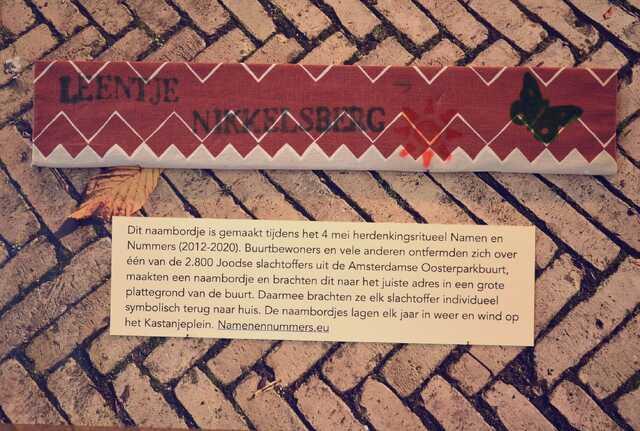 LEENTJE
NIKKELSBERG
Dit naambordje is gemaakt tijdens het 4 mei herdenkingsritueel Namen en
Nummers (2012-2020). Buurtbewoners en vele anderen ontfermden zich over
één van de 2.800 Joodse slachtoffers uit de Amsterdamse Oosterparkbuurt,
maakten een naambordje en brachten dit naar het juiste adres in een grote
plattegrond van de buurt. Daarmee brachten ze elk slachtoffer individueel
symbolisch terug naar huis. De naambordjes lagen elk jaar in weer en wind op
het Kastanjeplein. Namenennummers.eu